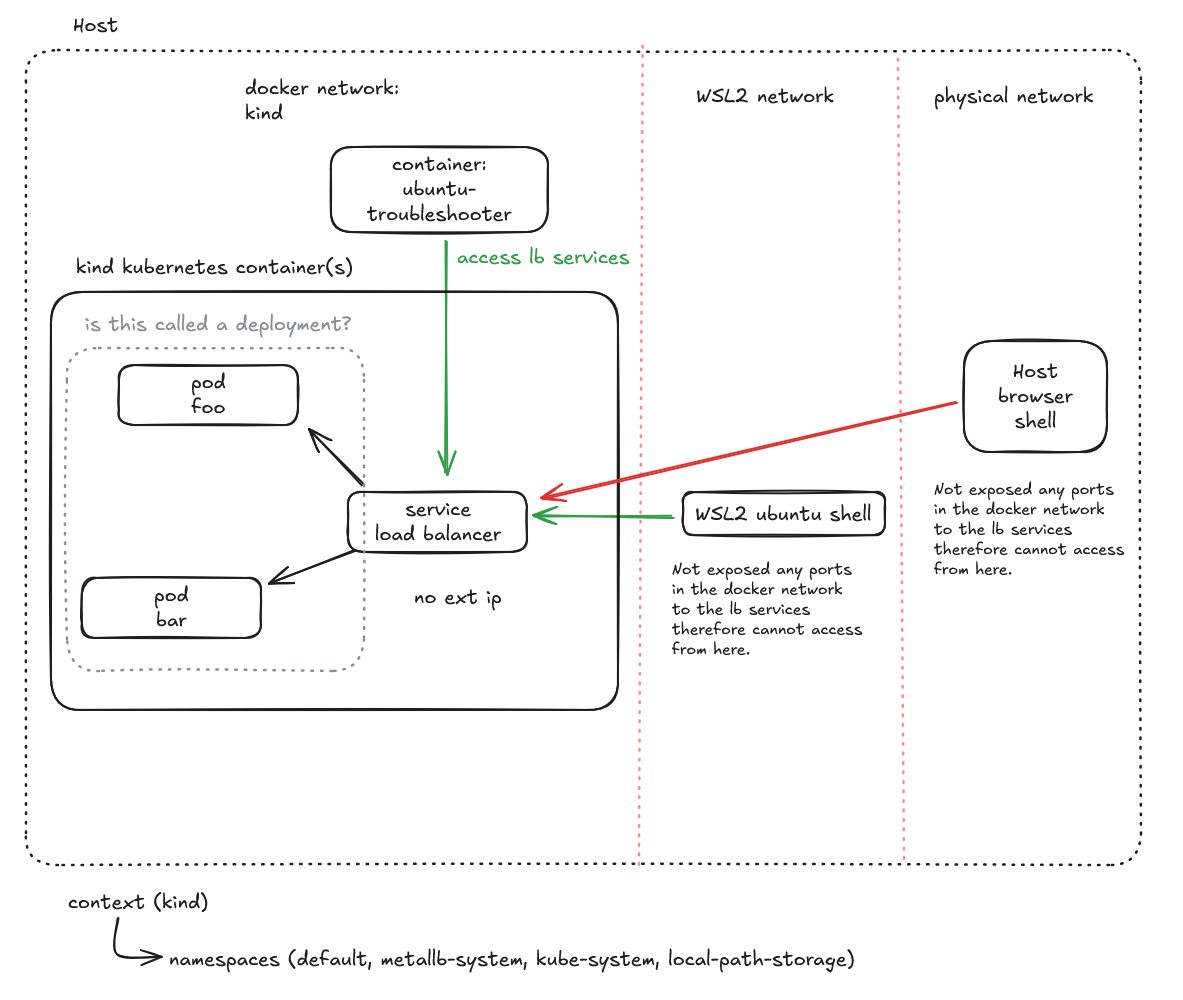 Host
docker network:
kind
WSL2 network
physical network
container:
ubuntu-
troubleshooter
access lb services
kind kubernetes container(s)
is this called a deployment?
pod
foo
service
load balancer
no ext ip
pod
bar
WSL2 ubuntu shell
Not exposed any ports
in the docker network
to the lb services
therefore cannot access
from here.
Host
browser
shell
Not exposed any ports
in the docker network
to the lb services
therefore cannot access
from here.
context (kind)
namespaces (default, metallb-system, kube-system, local-path-storage)